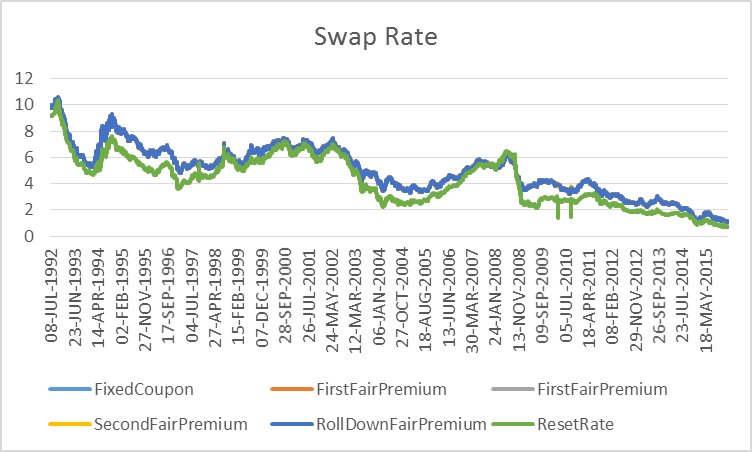 Swap Rate
12
10
8
6
4
2
0
08-JUL-1992
23-JUN-1993
14-APR-1994
02-FEB-1995
27-NOV-1995
17-SEP-1996
04-JUL-1997
27-APR-1998
15-FEB-1999
07-DEC-1999
28-SEP-2000
26-JUL-2001
24-MAY-2002
12-MAR-2003
06-JAN-2004
27-OCT-2004
18-AUG-2005
13-JUN-2006
30-MAR-2007
24-JAN-2008
13-NOV-2008
09-SEP-2009
05-JUL-2010
18-APR-2011
08-FEB-2012
29-NOV-2012
26-SEP-2013
23-JUL-2014
18-MAY-2015
FixedCoupon FirstFairPremium FirstFairPremium
SecondFairPremium RollDownFairPremium ResetRate